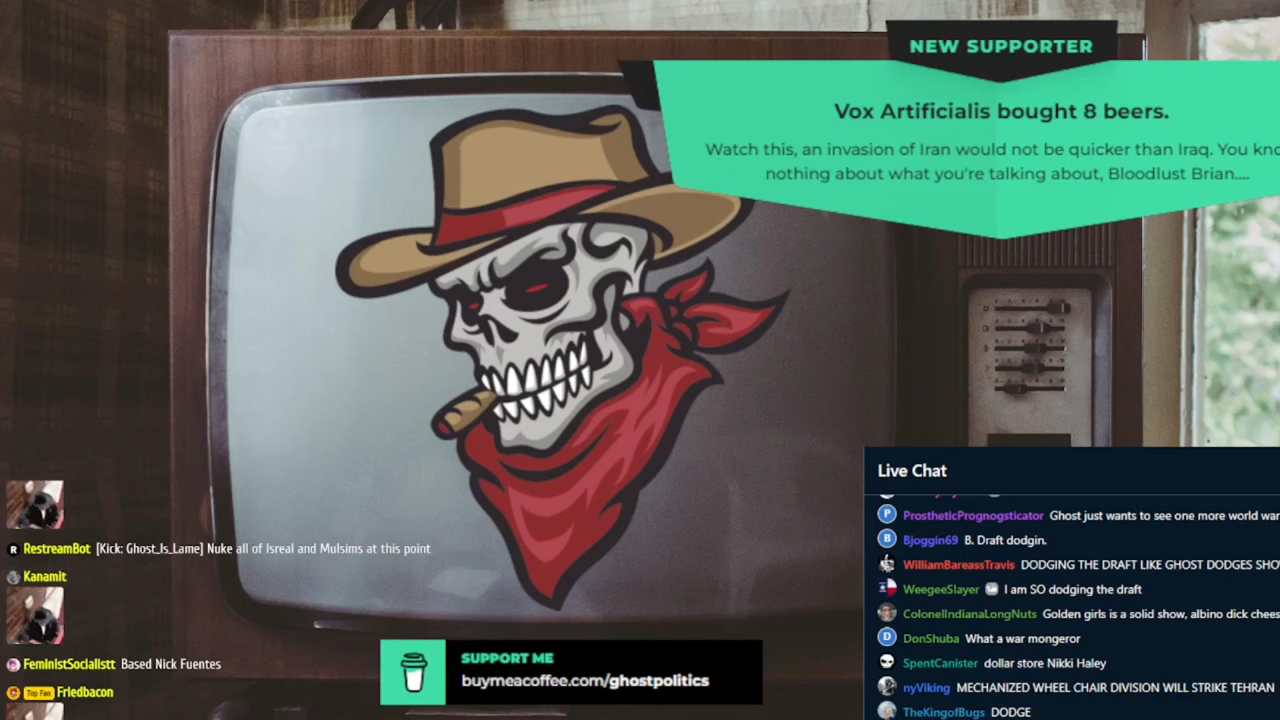 NEW SUPPORTER
Vox Artificialis bought 8 beers.
Watch this, an invasion of Iran would not be quicker than Iraq. You
nothing about what you're talking about, Bloodlust Brian....
Live Chat
P ProstheticPrognogsticator Ghost just wants to see one more world
B Bjoggin69 B. Draft dodgin.
WilliamBareassTravis DODGING THE DRAFT LIKE GHOST DODGES
WeegeeSlayer I am SO dodging the draft
ColonelIndianaLongNuts Golden girls is a solid show, albino dick
D DonShuba What a war mongeror
SpentCanister dollar store Nikki Haley
nyViking MECHANIZED WHEEL CHAIR DIVISION WILL STRIKE TEHRAN
TheKingofBugs DODGE
R RestreamBot [Kick: Ghost_Is_Lame] Nuke all of Isreal and Mulsims at this point
Kanamit
FeministSocialistt Based Nick Fuentes
Top Fan Friedbacon
SUPPORT ME
buymeacoffee.com/ghostpolitics